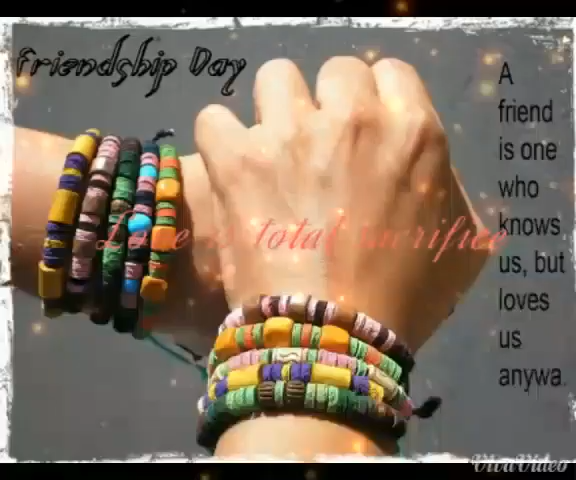 Friendship Day
A
friend
is one
who
knows
us, but
loves
us
anywa.
Love is total sacrifice
VivaVideo